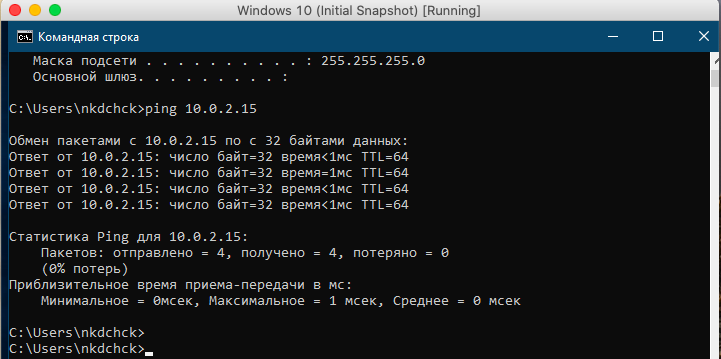 Windows 10 (Initial Snapshot) [Running]
Командная строка
Маска подсети . . . . . . . . . . : 255.255.255.0
Основной шлюз. . . . . . . . . :
C:\Users\nkdchck>ping 10.0.2.15
Обмен пакетами с 10.0.2.15 по с 32 байтами данных:
Ответ от 10.0.2.15: число байт=32 время<1мс TTL=64
Ответ от 10.0.2.15: число байт=32 время=1мс TTL=64
Ответ от 10.0.2.15: число байт=32 время<1мс TTL=64
Ответ от 10.0.2.15: число байт=32 время<1мс TTL=64
Статистика Ping для 10.0.2.15:
Пакетов: отправлено = 4, получено = 4, потеряно = 0
(0% потерь)
Приблизительное время приема-передачи в мс:
Минимальное = 0мсек, Максимальное = 1 мсек, Среднее = 0 мсек
C:\Users\nkdchck>
C:\Users\nkdchck>